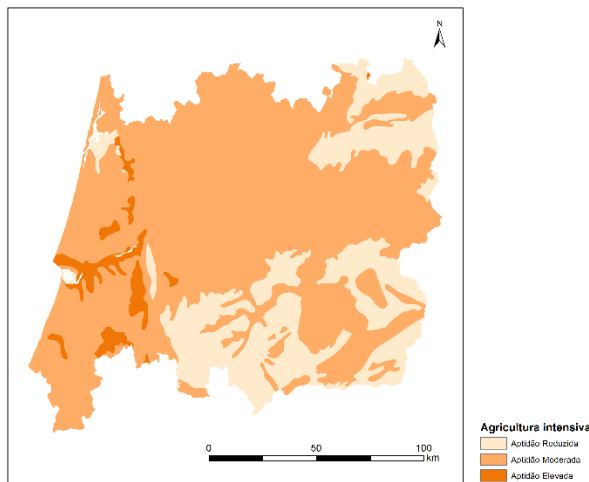 N
0
50
100
km
Agricultura intensiva
Aptidão Reduzida
Aptidão Moderada
Aptidão Elevada